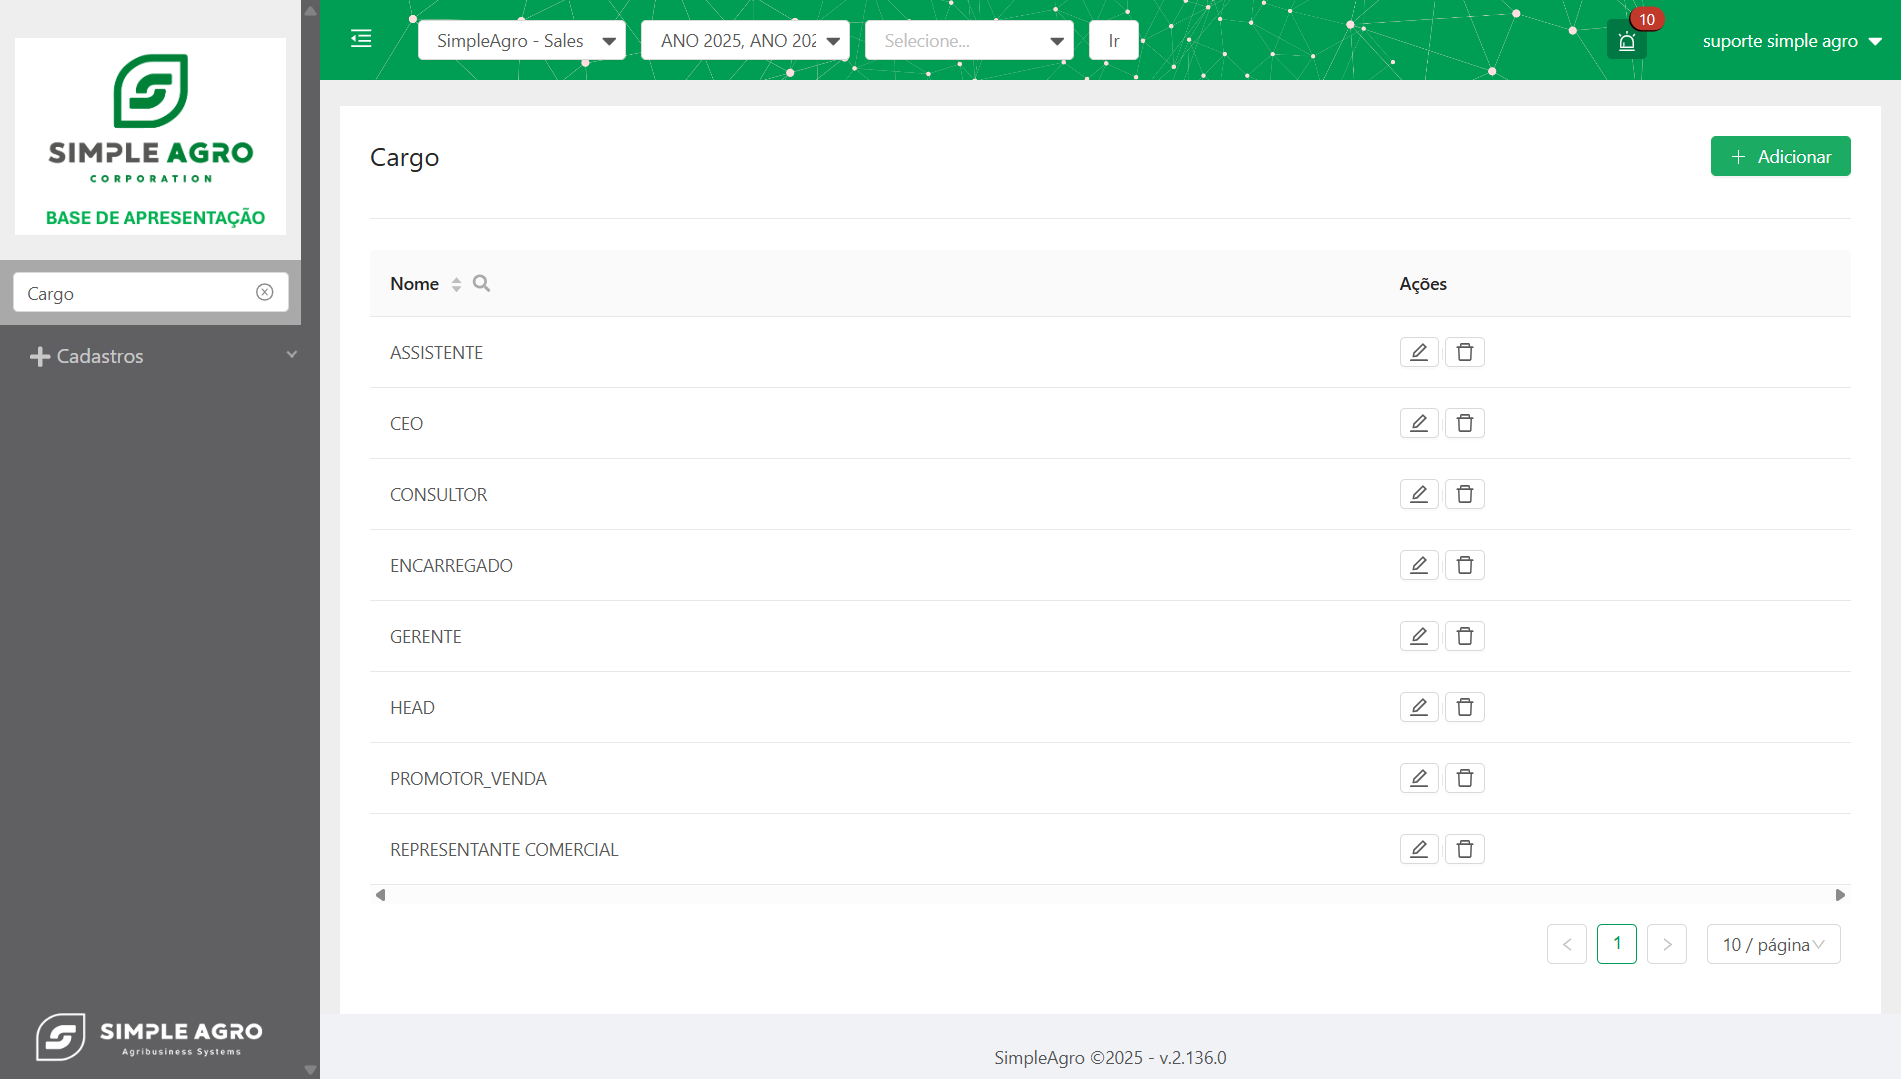 SIMPLE AGRO
CORPORATION
BASE DE APRESENTAÇÃO
Cargo
Cadastros
SIMPLE AGRO
Agribusiness Systems
SimpleAgro - Sales
ANO 2025, ANO 202
Selecione...
Ir
10
suporte simple agro
Cargo
Adicionar
Nome
Ações
ASSISTENTE
CEO
CONSULTOR
ENCARREGADO
GERENTE
HEAD
PROMOTOR_VENDA
REPRESENTANTE COMERCIAL
1
10 / página
SimpleAgro ©2025 - v.2.136.0